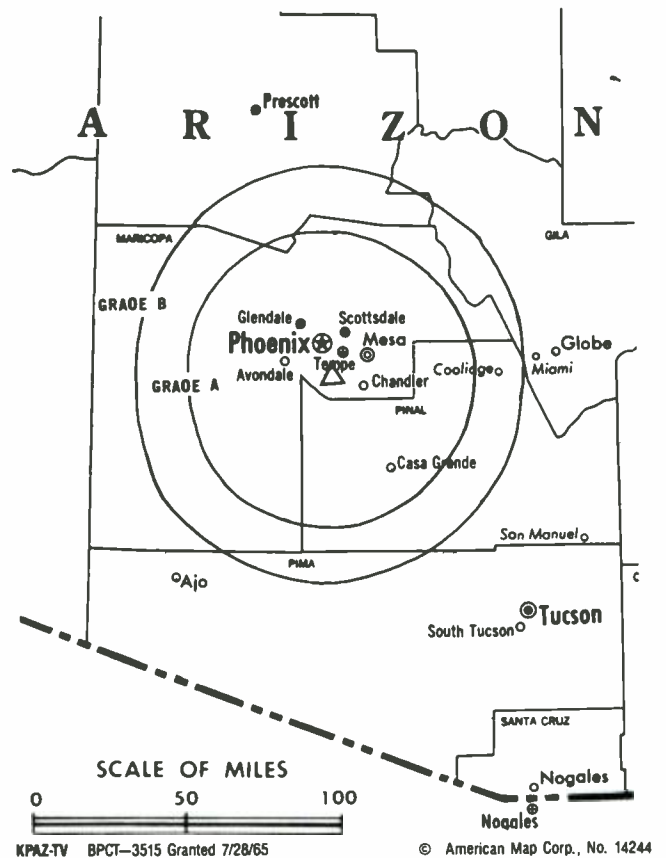 Prescott
A R I Z O N
MARICOPA
GILA
GRAOE B
Glendale
Scottsdale
Phoenix
Mesa
Globe
Avondale
Tempe
Coolidge
Miami
GRAOE A
Chandler
PINAL
Casa Grande
San Manuel
PIMA
Ajo
Tucson
South Tucson
SANTA CRUZ
SCALE OF MILES
Nogales
0 50 100
Nogales
KPAZ-TV BPCT—3515 Granted 7/28/65
© American Map Corp., No. 14244